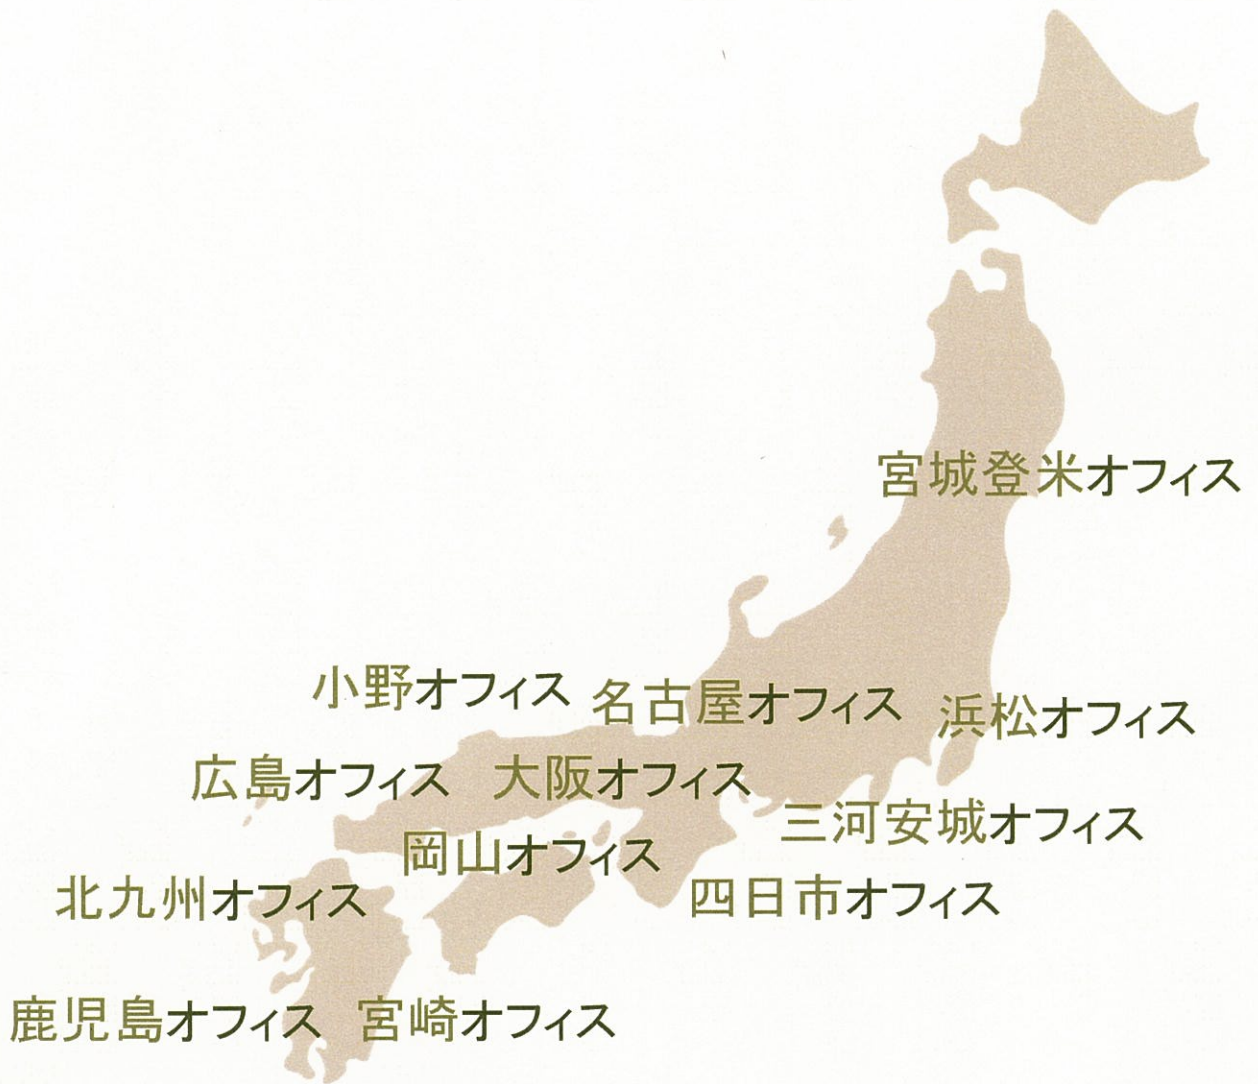 宮城登米オフィス
小野オフィス
名古屋オフィス
浜松オフィス
広島オフィス
大阪オフィス
三河安城オフィス
岡山オフィス
北九州オフィス
四日市オフィス
鹿児島オフィス
宮崎オフィス